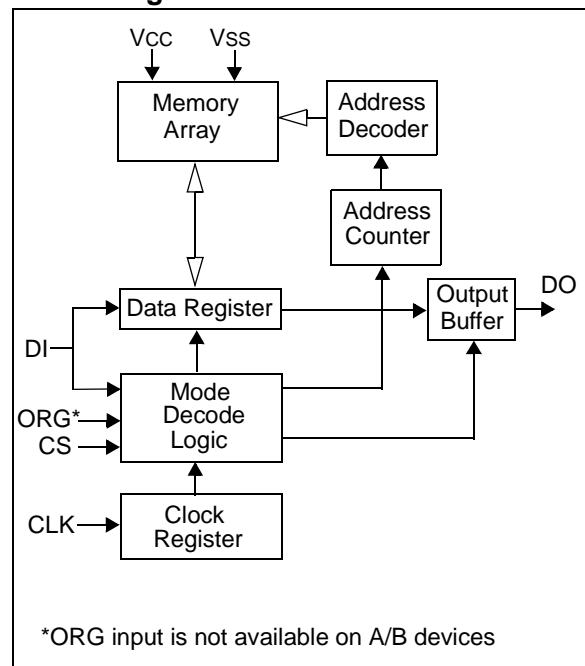 VCC
VSS
Memory
Array
Address
Decoder
Address
Counter
Data Register
Output
Buffer
DO
DI
Mode
Decode
Logic
ORG*
CS
CLK
Clock
Register
*ORG input is not available on A/B devices